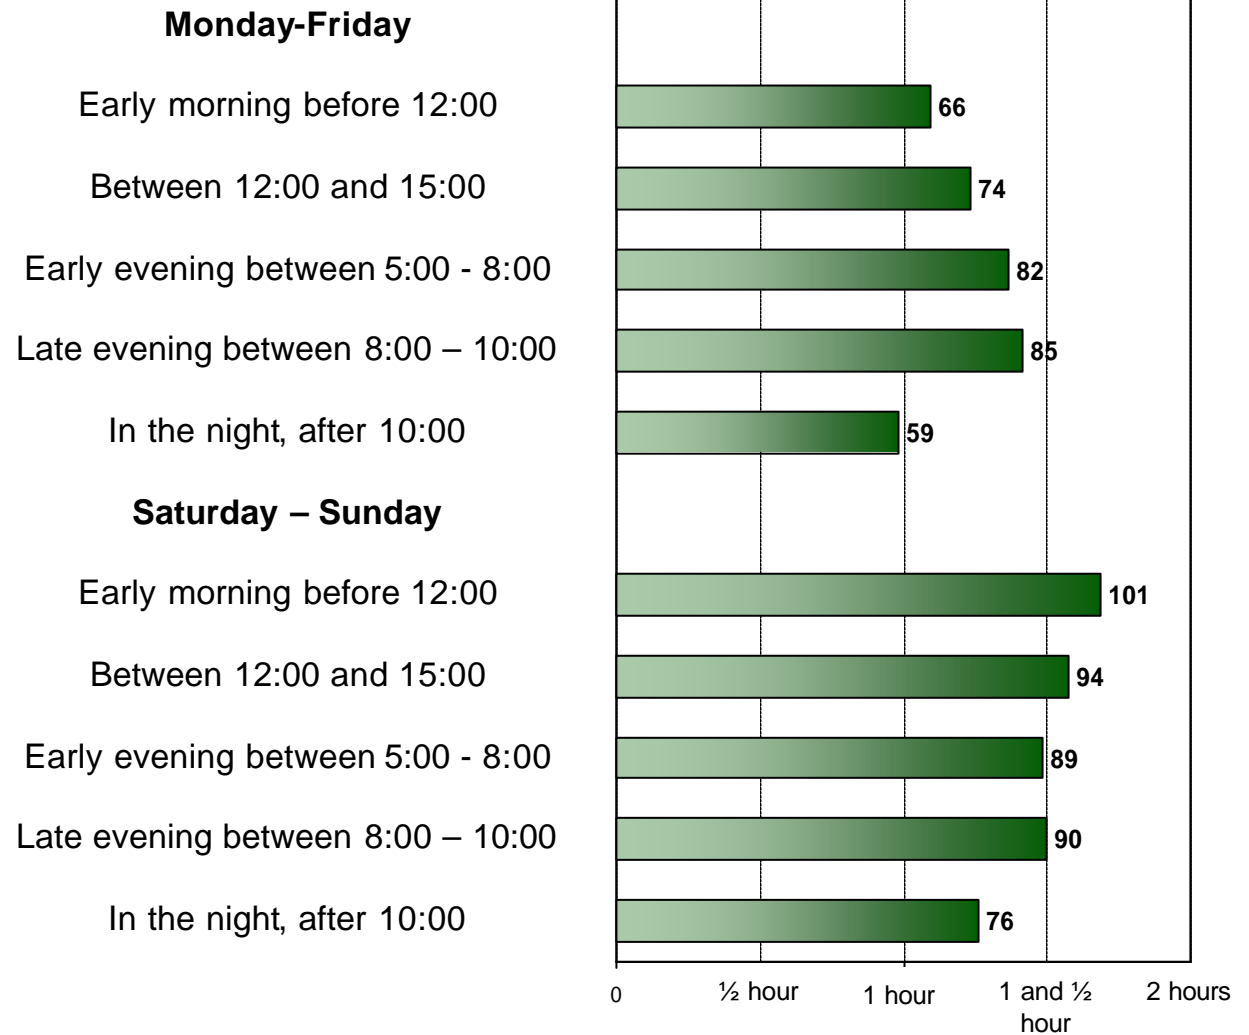 Monday-Friday
Early morning before 12:00 66
Between 12:00 and 15:00 74
Early evening between 5:00 - 8:00 82
Late evening between 8:00 – 10:00 85
In the night, after 10:00 59
Saturday – Sunday
Early morning before 12:00 101
Between 12:00 and 15:00 94
Early evening between 5:00 - 8:00 89
Late evening between 8:00 – 10:00 90
In the night, after 10:00 76
0 ½ hour 1 hour 1 and ½ 2 hours
hour